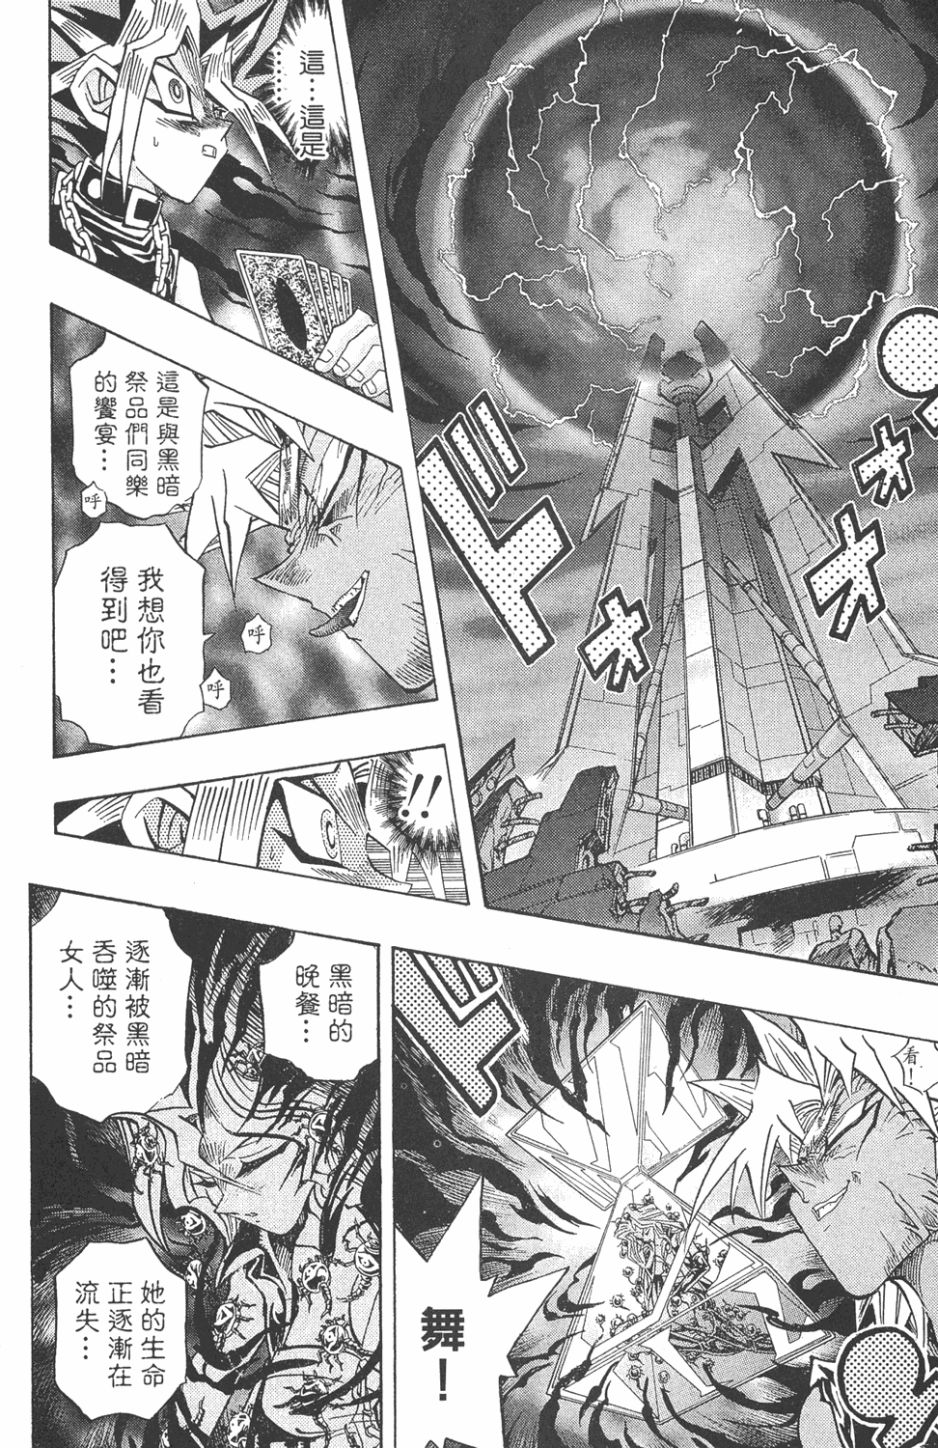 ドオオオ
這…這是
………
這是與黑暗
祭品們同樂
的饗宴…
呼
我想你也看
得到吧…
呼
呼
!!
看！
ド
舞！
黑暗的
晚餐…
逐漸被黑暗
吞噬的祭品
女人…
她的生命
正逐漸在
流失…